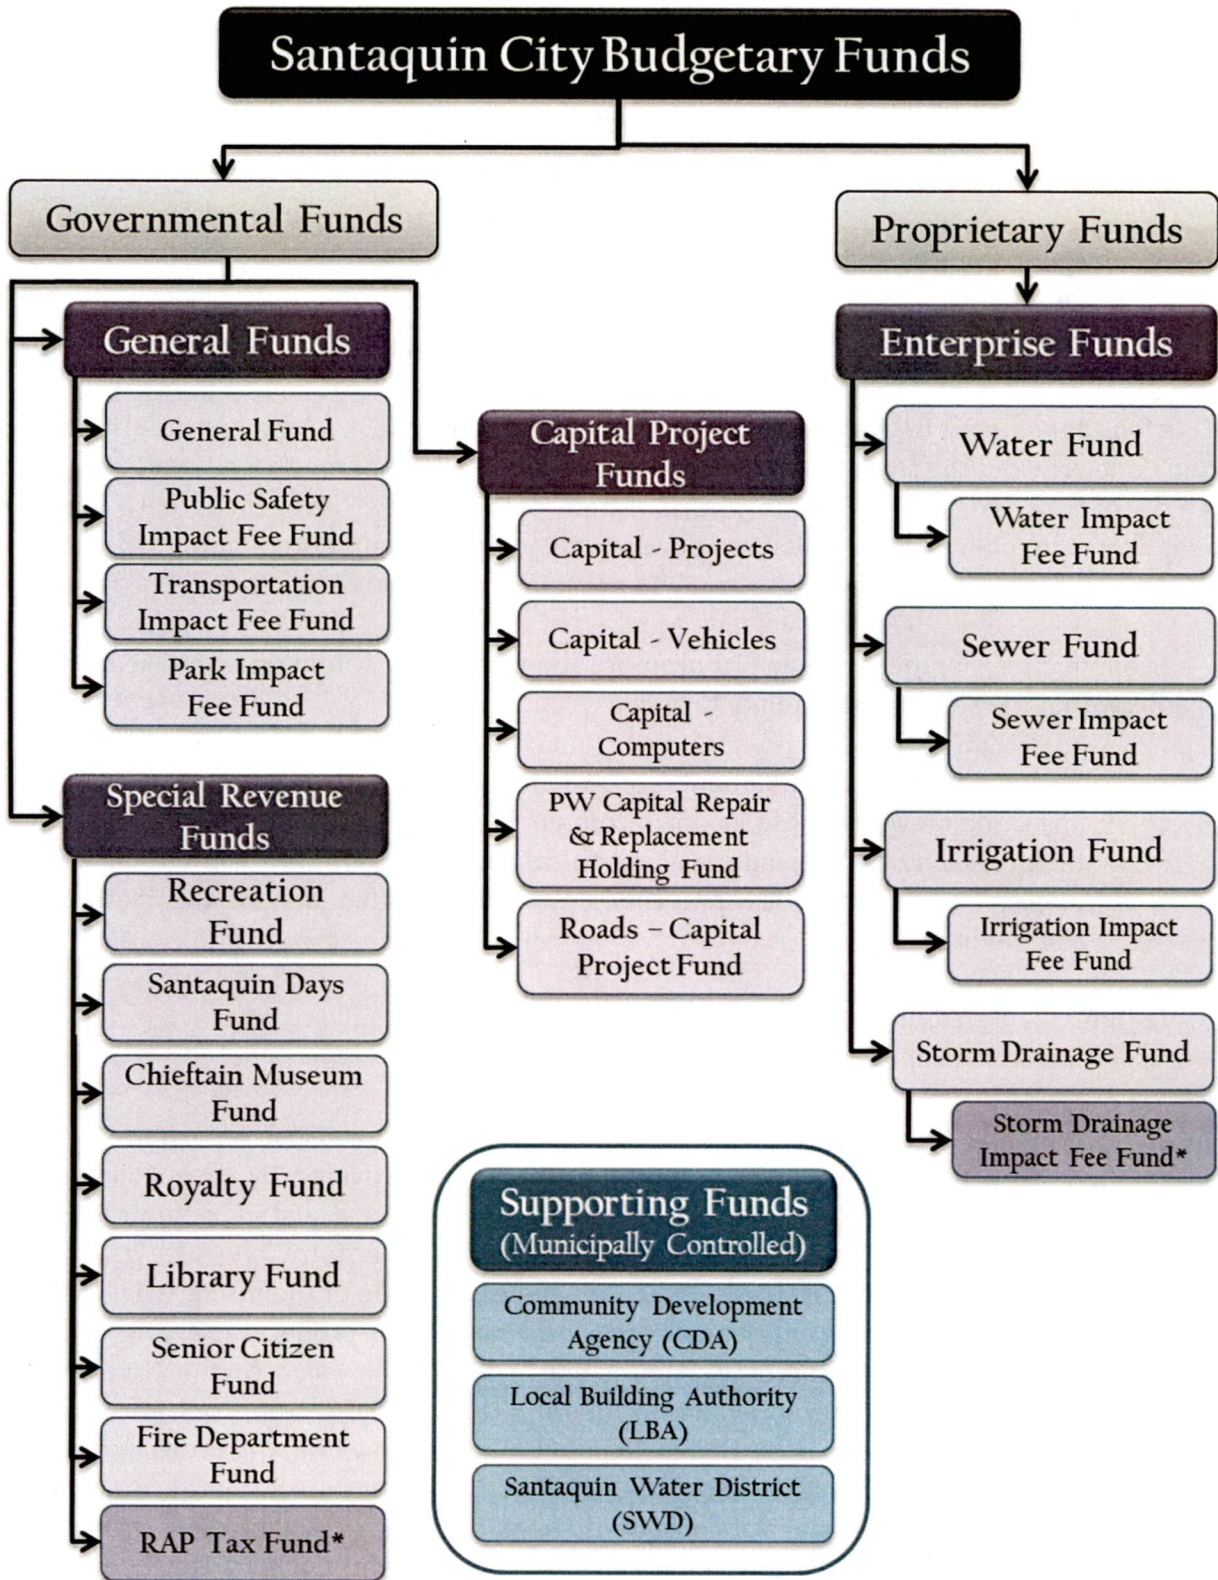 Santaquin City Budgetary Funds
Governmental Funds
General Funds
General Fund
Public Safety
Impact Fee Fund
Transportation
Impact Fee Fund
Park Impact
Fee Fund
Special Revenue
Funds
Recreation
Fund
Santaquin Days
Fund
Chieftain Museum
Fund
Royalty Fund
Library Fund
Senior Citizen
Fund
Fire Department
Fund
RAP Tax Fund*
Capital Project
Funds
Capital - Projects
Capital - Vehicles
Capital -
Computers
PW Capital Repair
& Replacement
Holding Fund
Roads – Capital
Project Fund
Proprietary Funds
Enterprise Funds
Water Fund
Water Impact
Fee Fund
Sewer Fund
Sewer Impact
Fee Fund
Irrigation Fund
Irrigation Impact
Fee Fund
Storm Drainage Fund
Storm Drainage
Impact Fee Fund*
Supporting Funds
(Municipally Controlled)
Community Development
Agency (CDA)
Local Building Authority
(LBA)
Santaquin Water District
(SWD)